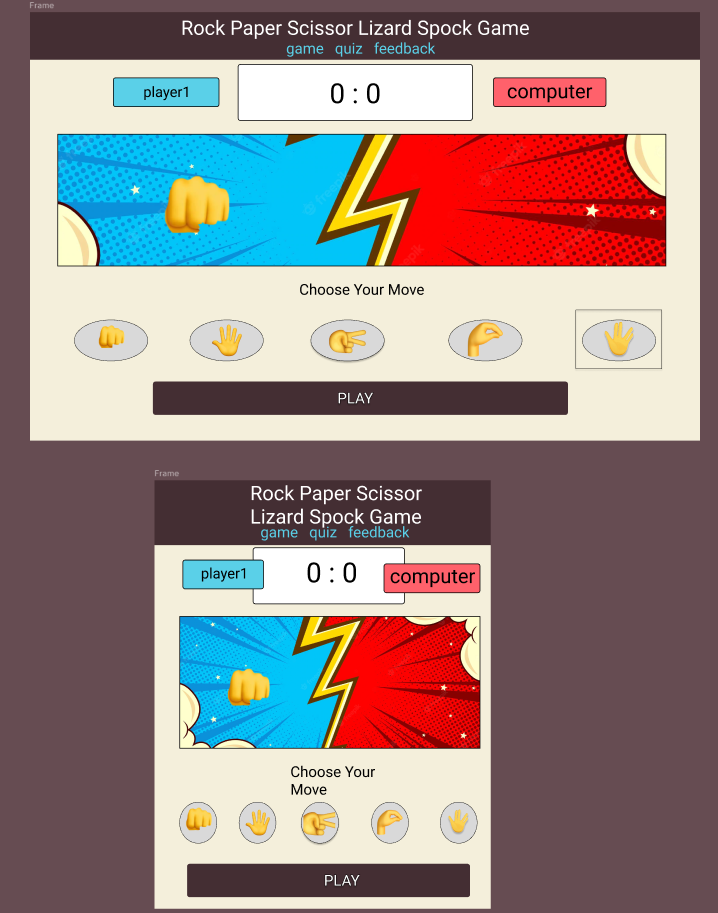 Frame
Rock Paper Scissor Lizard Spock Game
game quiz feedback
player1
0 : 0
computer
Choose Your Move
PLAY
Frame
Rock Paper Scissor
Lizard Spock Game
game quiz feedback
player1
0 : 0
computer
Choose Your
Move
PLAY